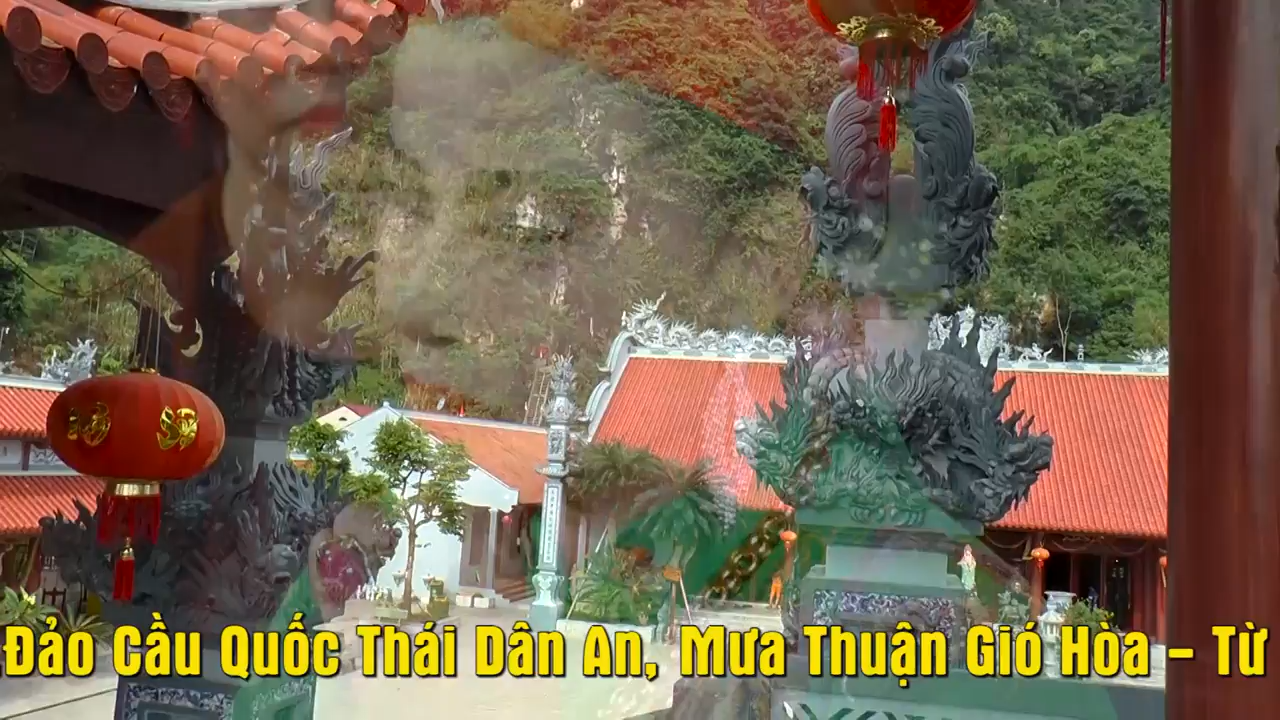 Đảo Cầu Quốc Thái Dân An, Mưa Thuận Gió Hòa – Từ